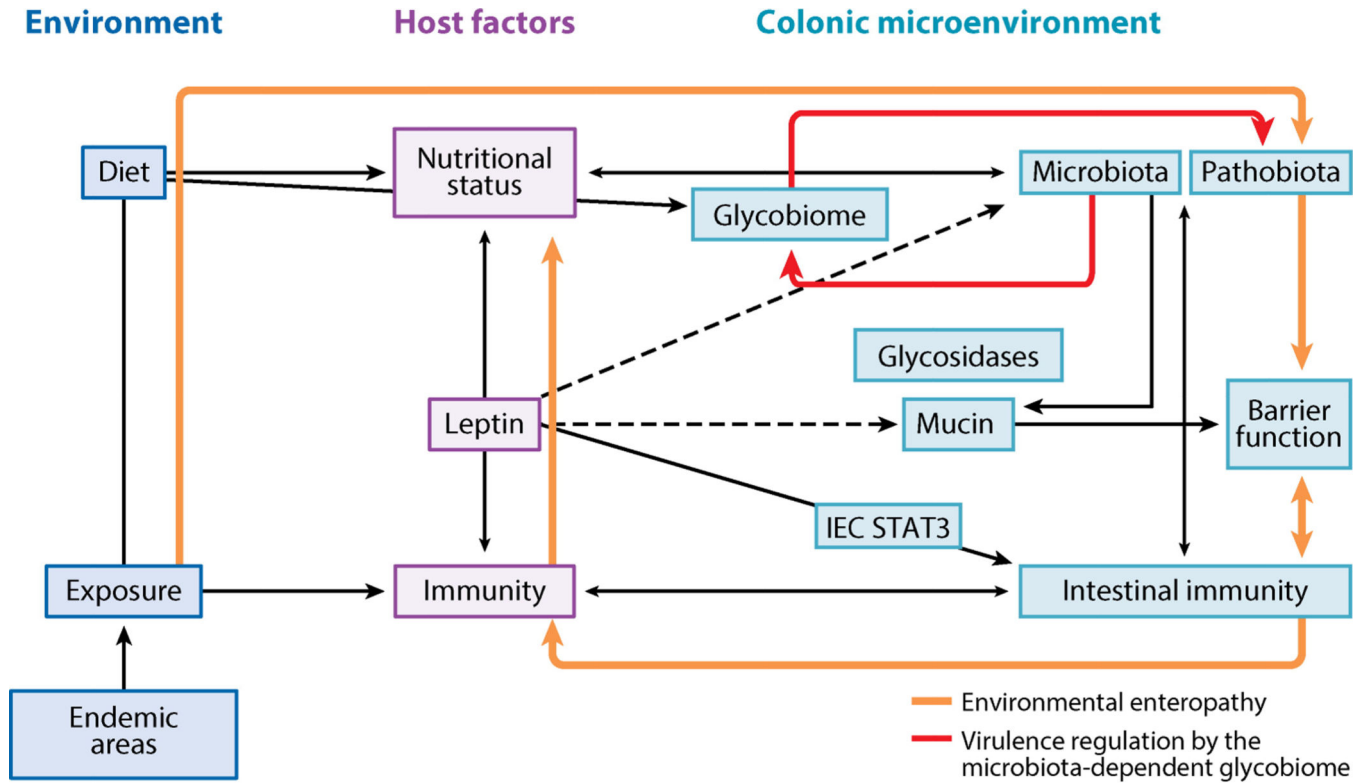 Environment
Host factors
Colonic microenvironment
Diet
Nutritional
status
Glycobiome
Microbiota
Pathobiota
Glycosidases
Leptin
Mucin
Barrier
function
IEC STAT3
Exposure
Immunity
Intestinal immunity
Endemic
areas
Environmental enteropathy
Virulence regulation by the
microbiota-dependent glycobiome